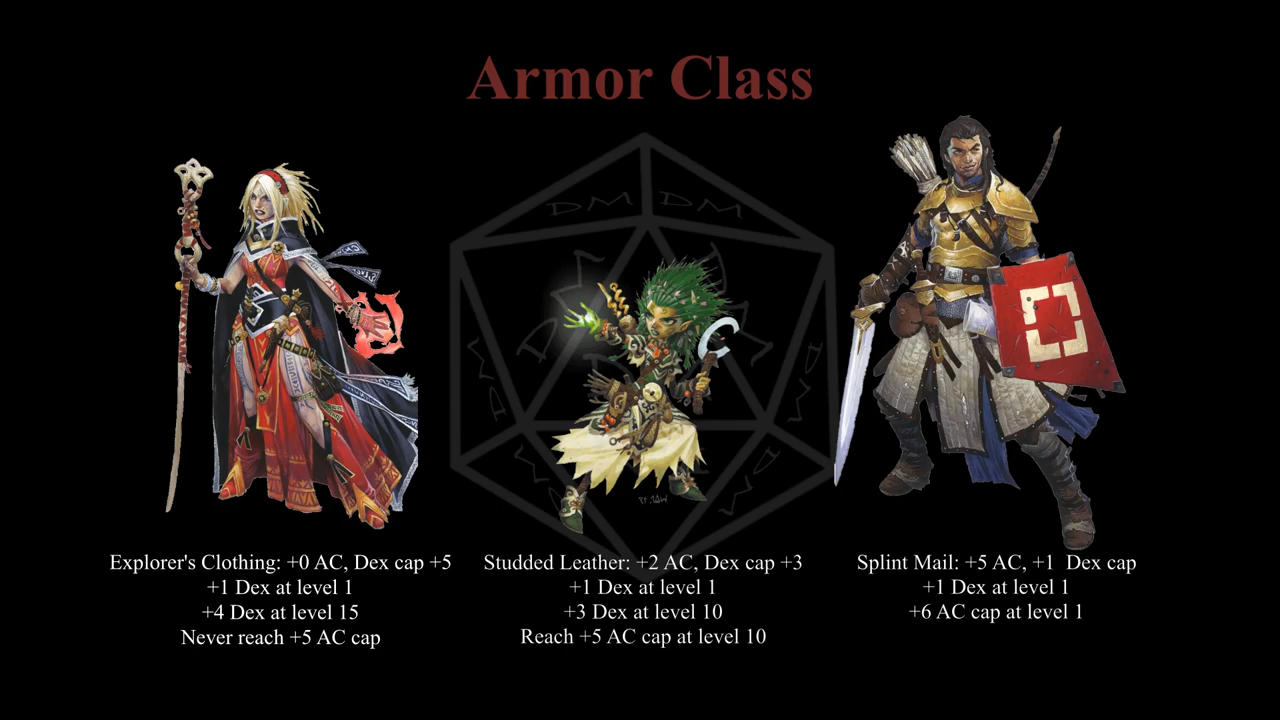 Armor Class
DM DM
Explorer's Clothing: +0 AC, Dex cap +5
+1 Dex at level 1
+4 Dex at level 15
Never reach +5 AC cap
Studded Leather: +2 AC, Dex cap +3
+1 Dex at level 1
+3 Dex at level 10
Reach +5 AC cap at level 10
Splint Mail: +5 AC, +1 Dex cap
+1 Dex at level 1
+6 AC cap at level 1